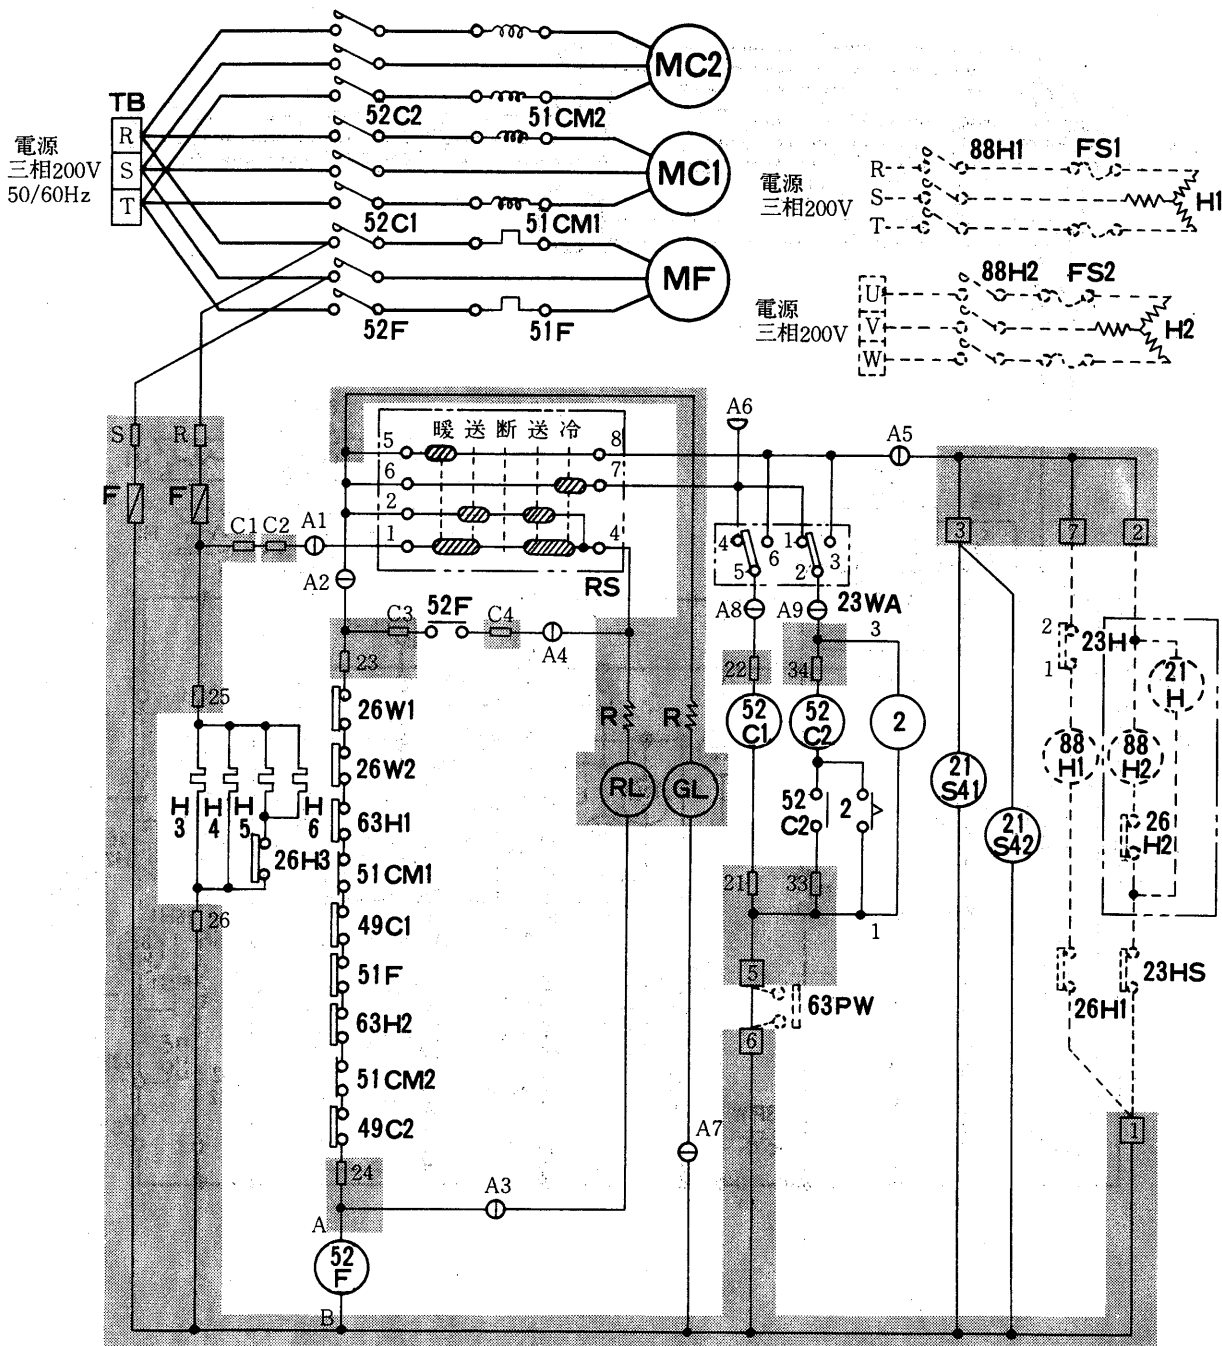 MC2
TB
52C2
51CM2
電源
三相200V
50/60Hz
R
S
T
MC1
52C1
51CM1
MF
52F
51F
電源
三相200V
R
S
T
88H1
FS1
H1
電源
三相200V
U
V
W
88H2
FS2
H2
S
R
F
F
C1
C2
A1
A2
暖 送 断 送 冷
5
8
6
7
2
1
4
RS
A6
A5
4
6
1
3
5
2
A8
A9
23WA
3
3
7
2
52F
C3
C4
A4
23
22
34
2
23H
1
21
H
25
26W1
R
R
52
C1
52
C2
2
26W2
RL
GL
88
H1
88
H2
21
S41
H
3
H
4
H
5
H
6
63H1
52
C2
2
21
S42
26
H2
26H3
51CM1
21
33
26
49C1
1
51F
5
63PW
26H1
23HS
63H2
6
51CM2
49C2
A7
1
24
A3
A
52
F
B